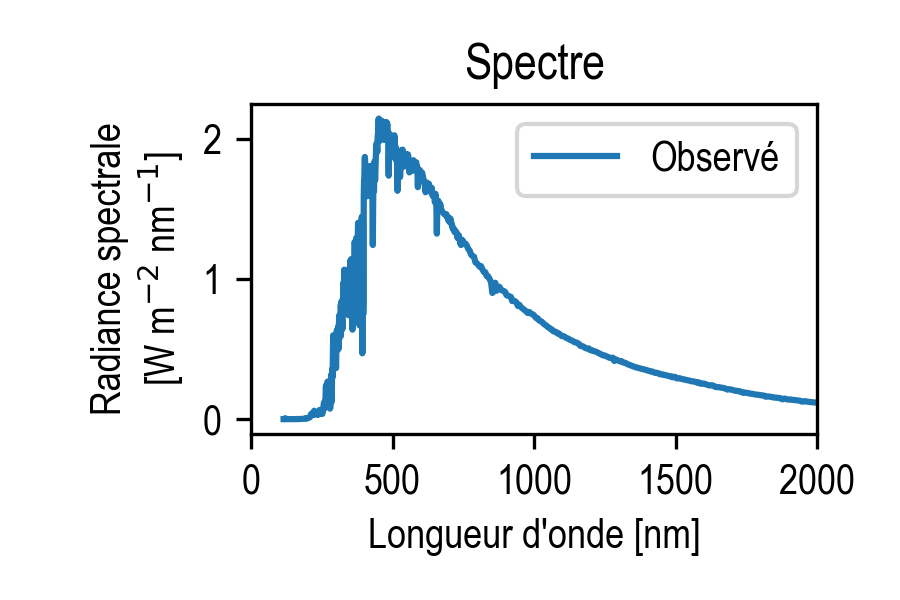 Spectre
Radiance spectrale
[W m⁻² nm⁻¹]
2
1
0
Observé
0 500 1000 1500 2000
Longueur d'onde [nm]